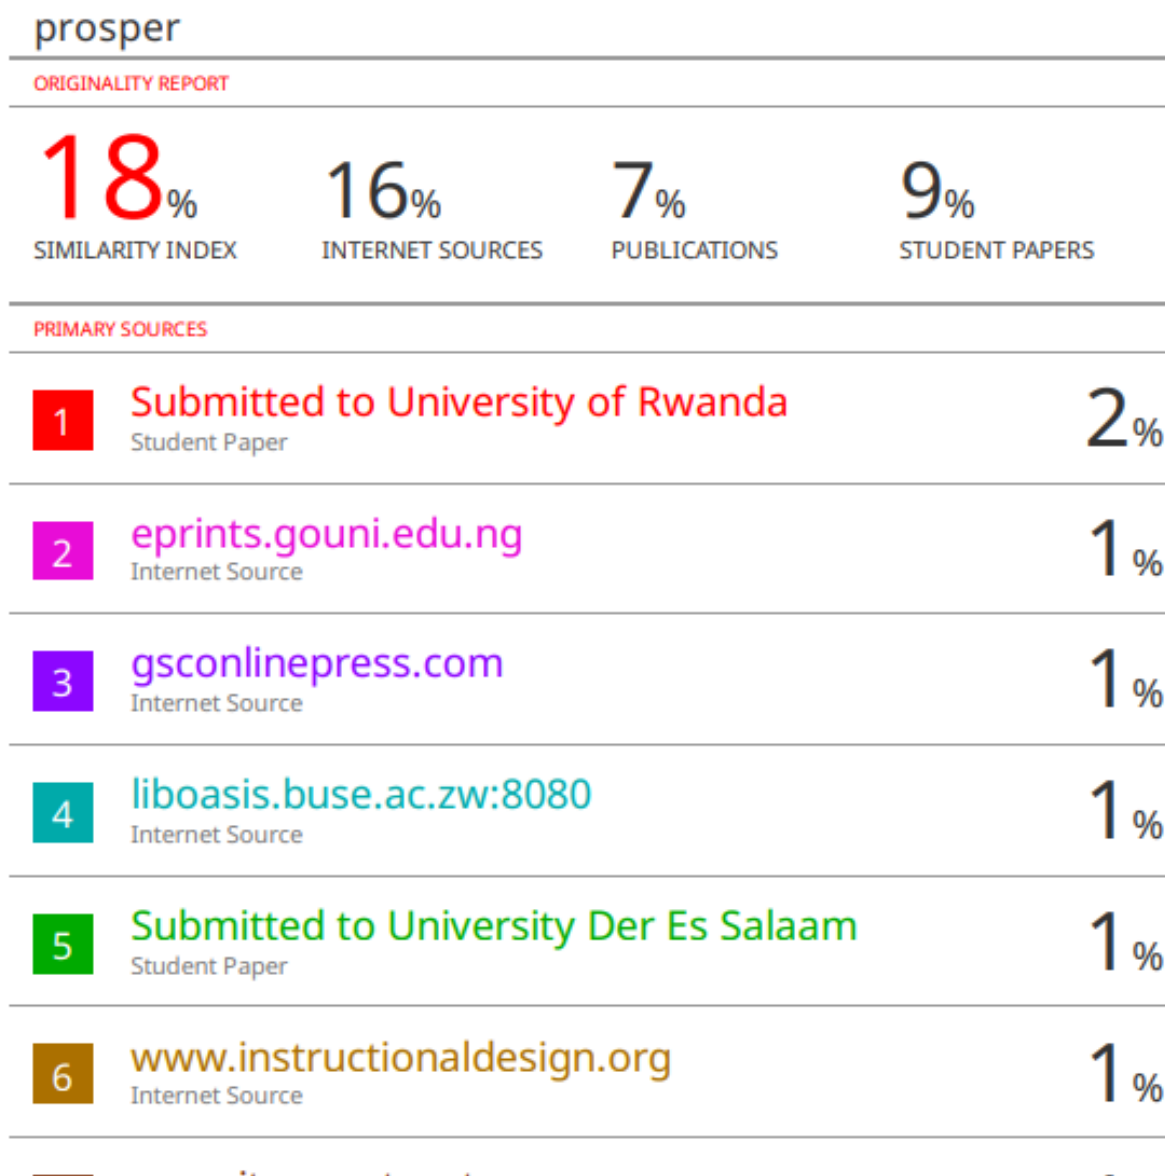 prosper
ORIGINALITY REPORT
18%
16%
7%
9%
SIMILARITY INDEX
INTERNET SOURCES
PUBLICATIONS
STUDENT PAPERS
PRIMARY SOURCES
1
Submitted to University of Rwanda
2%
Student Paper
2
eprints.gouni.edu.ng
1%
Internet Source
3
gsconlinepress.com
1%
Internet Source
4
liboasis.buse.ac.zw:8080
1%
Internet Source
5
Submitted to University Der Es Salaam
1%
Student Paper
6
www.instructionaldesign.org
1%
Internet Source